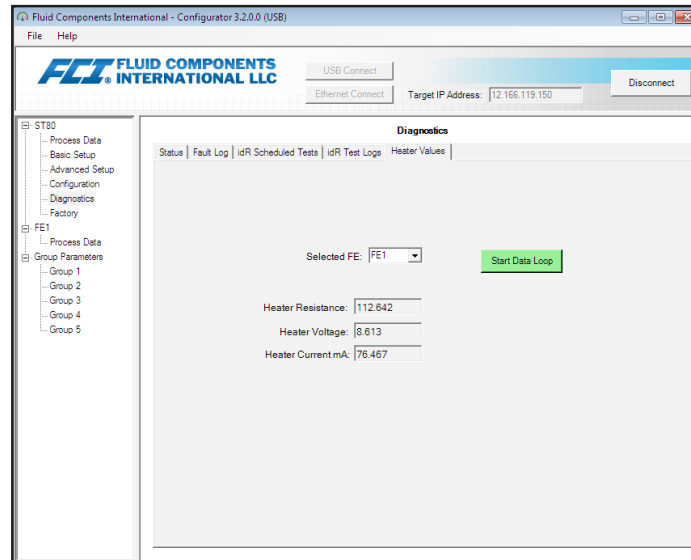 Fluid Components International - Configurator 3.2.0.0 (USB)
File Help
FCI. FLUID COMPONENTS
INTERNATIONAL LLC
USB Connect
Ethernet Connect
Target IP Address: 12.166.119.150
Disconnect
ST80
Process Data
Basic Setup
Advanced Setup
Configuration
Diagnostics
Factory
FE1
Process Data
Group Parameters
Group 1
Group 2
Group 3
Group 4
Group 5
Diagnostics
Status Fault Log idR Scheduled Tests idR Test Logs Heater Values
Selected FE: FE1
Start Data Loop
Heater Resistance: 112.642
Heater Voltage: 8.613
Heater Current mA: 76.467